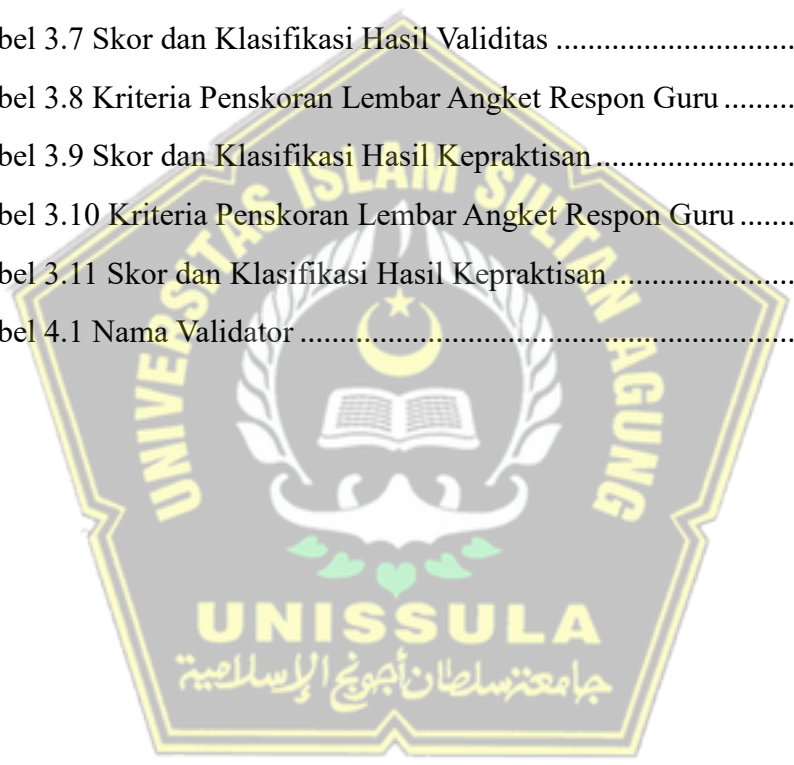 bel 3.7 Skor dan Klasifikasi Hasil Validitas ..............................
bel 3.8 Kriteria Penskoran Lembar Angket Respon Guru .........
bel 3.9 Skor dan Klasifikasi Hasil Kepraktisan .........................
bel 3.10 Kriteria Penskoran Lembar Angket Respon Guru .......
bel 3.11 Skor dan Klasifikasi Hasil Kepraktisan .......................
bel 4.1 Nama Validator ..............................................................
UNIVERSITAS ISLAM SULTAN AGUNG
UNISSULA
جامعة سلطان أجونج الإسلامية